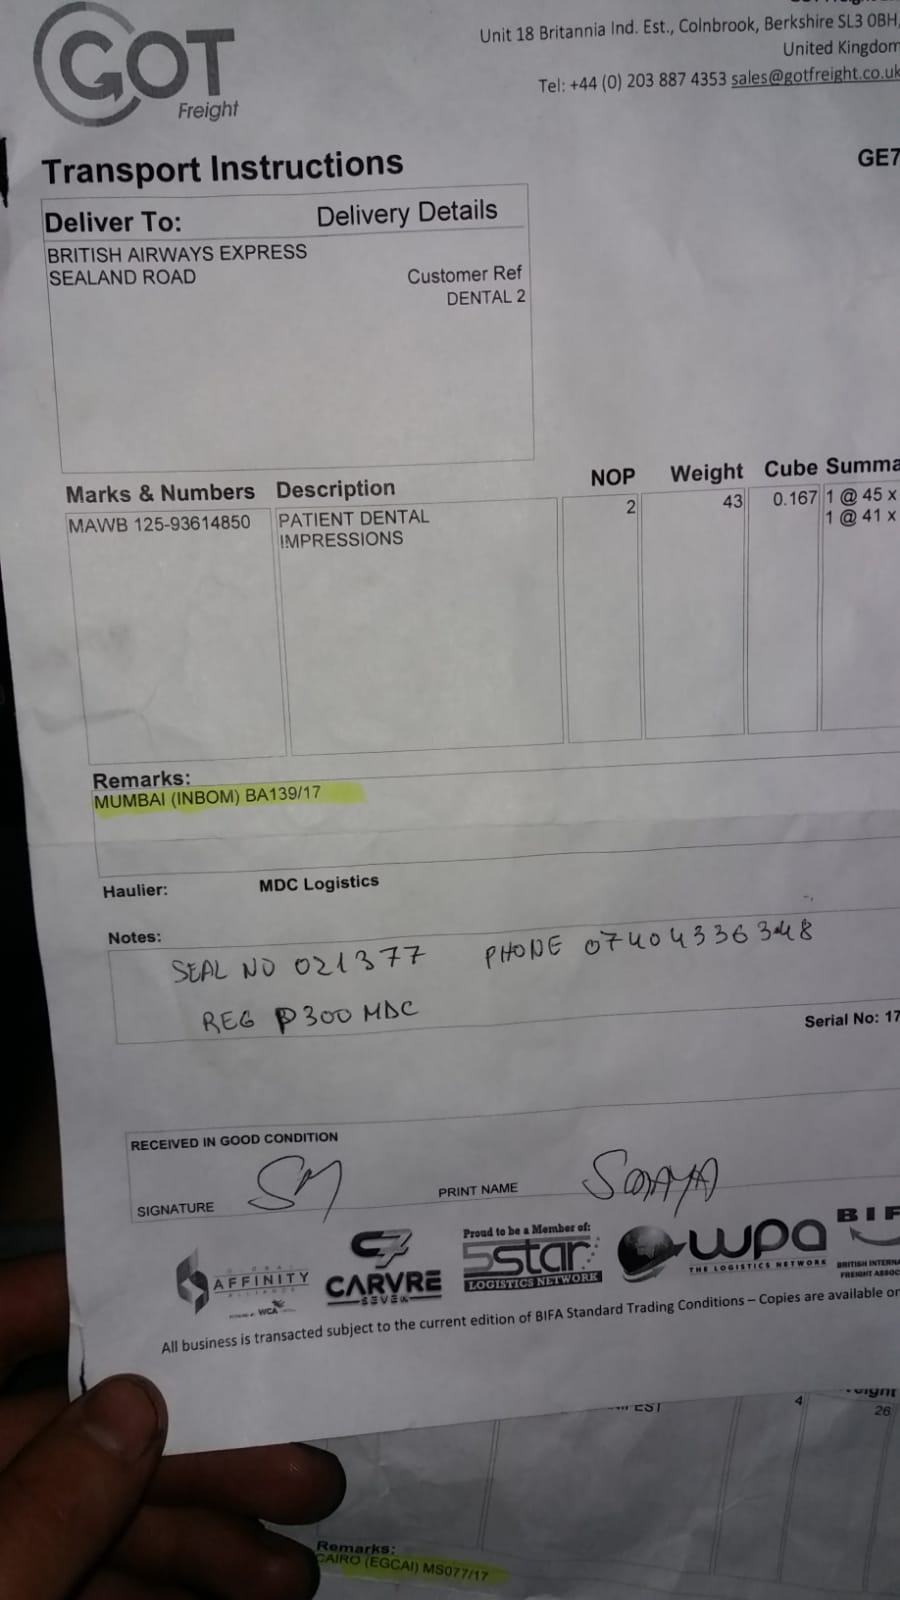 GOT
Freight
Unit 18 Britannia Ind. Est., Colnbrook, Berkshire SL3 0BH,
United Kingdom
Tel: +44 (0) 203 887 4353 sales@gotfreight.co.uk
Transport Instructions
GE7
Deliver To: Delivery Details
BRITISH AIRWAYS EXPRESS
SEALAND ROAD
Customer Ref
DENTAL 2
Marks & Numbers Description NOP Weight Cube Summa
MAWB 125-93614850 PATIENT DENTAL 2 43 0.167 1 @ 45 x
IMPRESSIONS 1 @ 41 x
Remarks:
MUMBAI (INBOM) BA139/17
Haulier: MDC Logistics
Notes:
SEAL NO 021377 PHONE 07404336348
REG P300 MDC
Serial No: 17
RECEIVED IN GOOD CONDITION
SIGNATURE SM PRINT NAME
AFFINITY
WCA
CARVRE
SEVEN
Proud to be a Member of:
5star
LOGISTICS NETWORK
wpa
THE LOGISTICS NETWORK
BIF
BRITISH INTERN
FREIGHT ASSOC
All business is transacted subject to the current edition of BIFA Standard Trading Conditions – Copies are available on
4 26
Remarks:
CAIRO (EGCAI) MS077/17